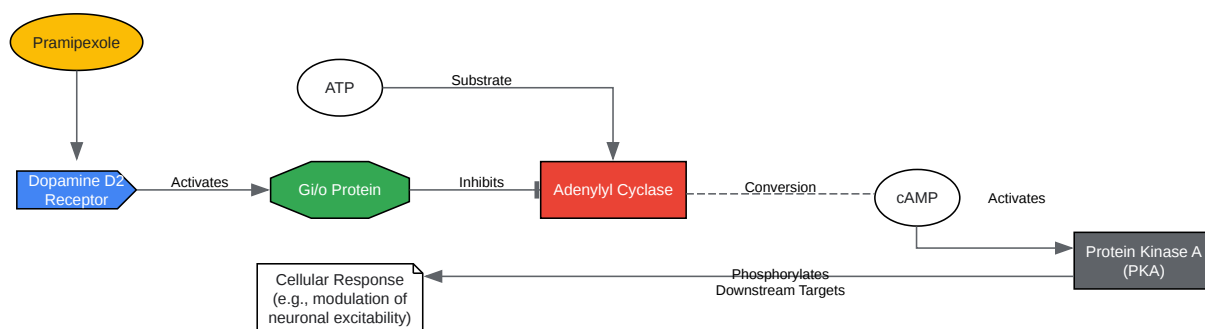 Pramipexole
ATP
Substrate
Dopamine D2
Receptor
Activates
Gi/o Protein
Inhibits
Adenylyl Cyclase
Conversion
cAMP
Activates
Protein Kinase A
(PKA)
Phosphorylates
Downstream Targets
Cellular Response
(e.g., modulation of
neuronal excitability)